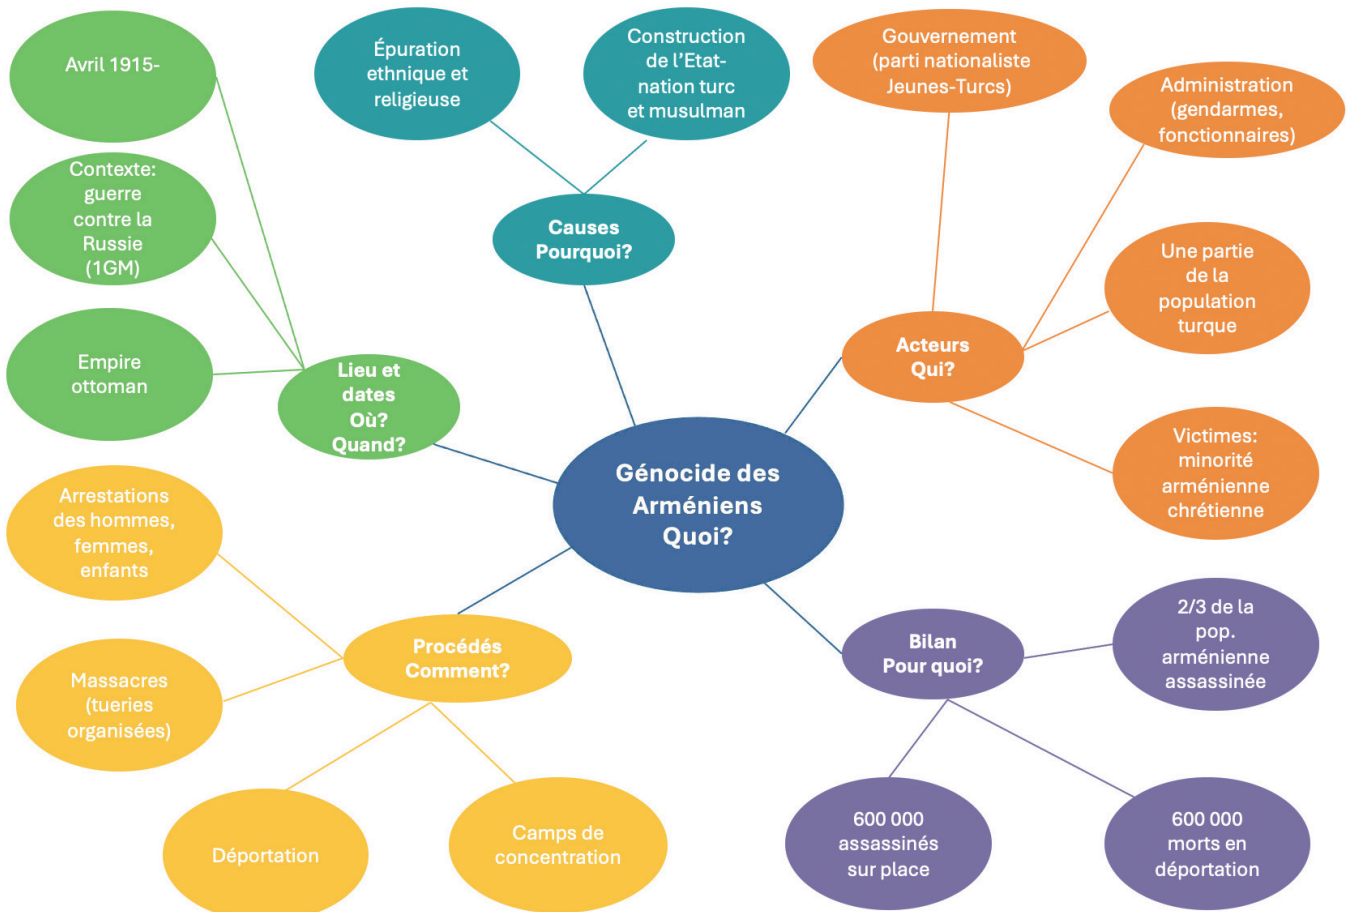 Génocide des
Arméniens
Quoi?
Causes
Pourquoi?
Épuration
ethnique et
religieuse
Construction
de l’Etat-
nation turc
et musulman
Acteurs
Qui?
Gouvernement
(parti nationaliste
Jeunes-Turcs)
Administration
(gendarmes,
fonctionnaires)
Une partie
de la
population
turque
Victimes:
minorité
arménienne
chrétienne
Bilan
Pour quoi?
2/3 de la
pop.
arménienne
assassinée
600 000
morts en
déportation
600 000
assassinés
sur place
Procédés
Comment?
Camps de
concentration
Déportation
Massacres
(tueries
organisées)
Arrestations
des hommes,
femmes,
enfants
Lieu et
dates
Où?
Quand?
Empire
ottoman
Contexte:
guerre
contre la
Russie
(1GM)
Avril 1915-